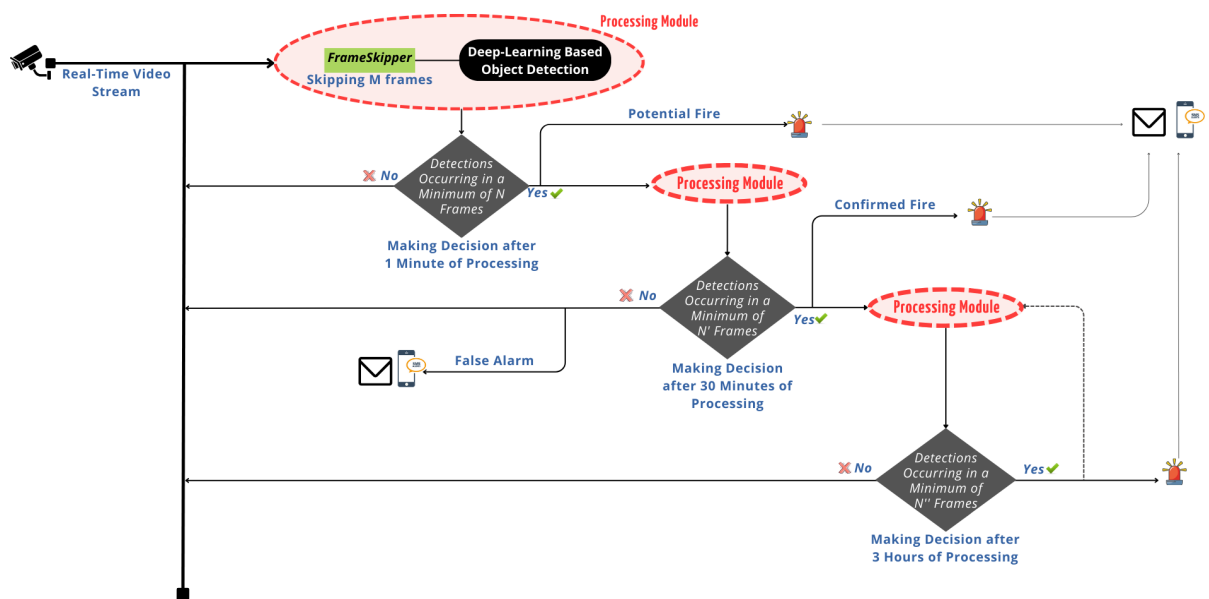 Processing Module
FrameSkipper
Deep-Learning Based
Object Detection
Skipping M frames
Real-Time Video
Stream
Potential Fire
Detections
Occurring in a
Minimum of N
Frames
No
Yes
Processing Module
Making Decision after
1 Minute of Processing
Confirmed Fire
Detections
Occurring in a
Minimum of
N' Frames
No
Yes
Processing Module
False Alarm
Making Decision
after 30 Minutes of
Processing
Detections
Occurring in a
Minimum of
N'' Frames
No
Yes
Making Decision after
3 Hours of Processing